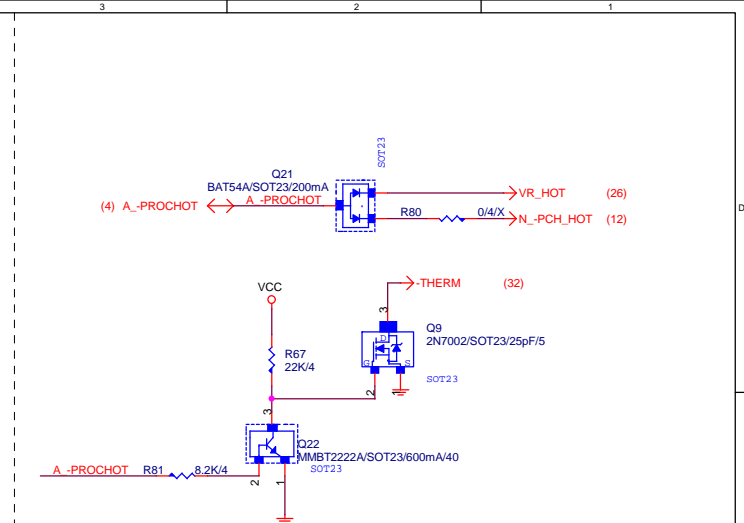 3 2 1
D
SOT23
Q21
BAT54A/SOT23/200mA
(4) A_-PROCHOT A_-PROCHOT
VR_HOT (26)
R80 0/4/X N_-PCH_HOT (12)
VCC
-THERM (32)
3
D
G S
Q9
2N7002/SOT23/25pF/5
SOT23
2 1
R67
22K/4
3
Q22
MMBT2222A/SOT23/600mA/40
SOT23
A_-PROCHOT R81 8.2K/4
2 1